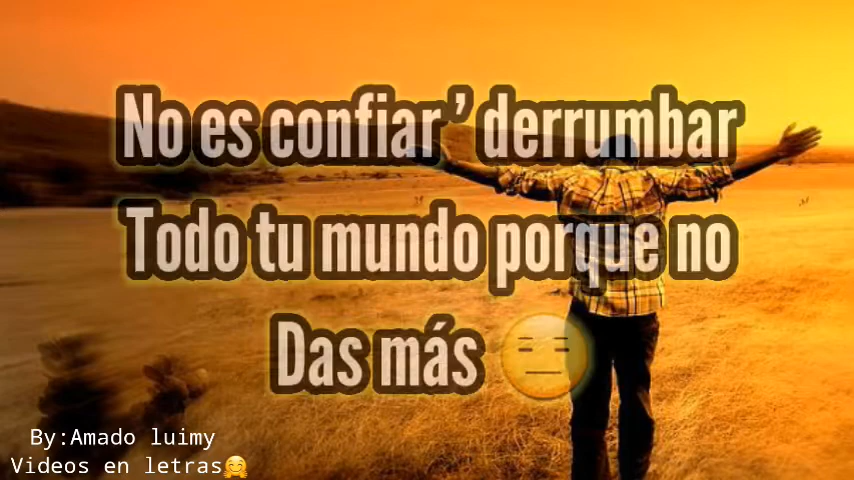 No es confiar’ derrumbar
Todo tu mundo porque no
Das más 😑
By:Amado luimy
Videos en letras🤗